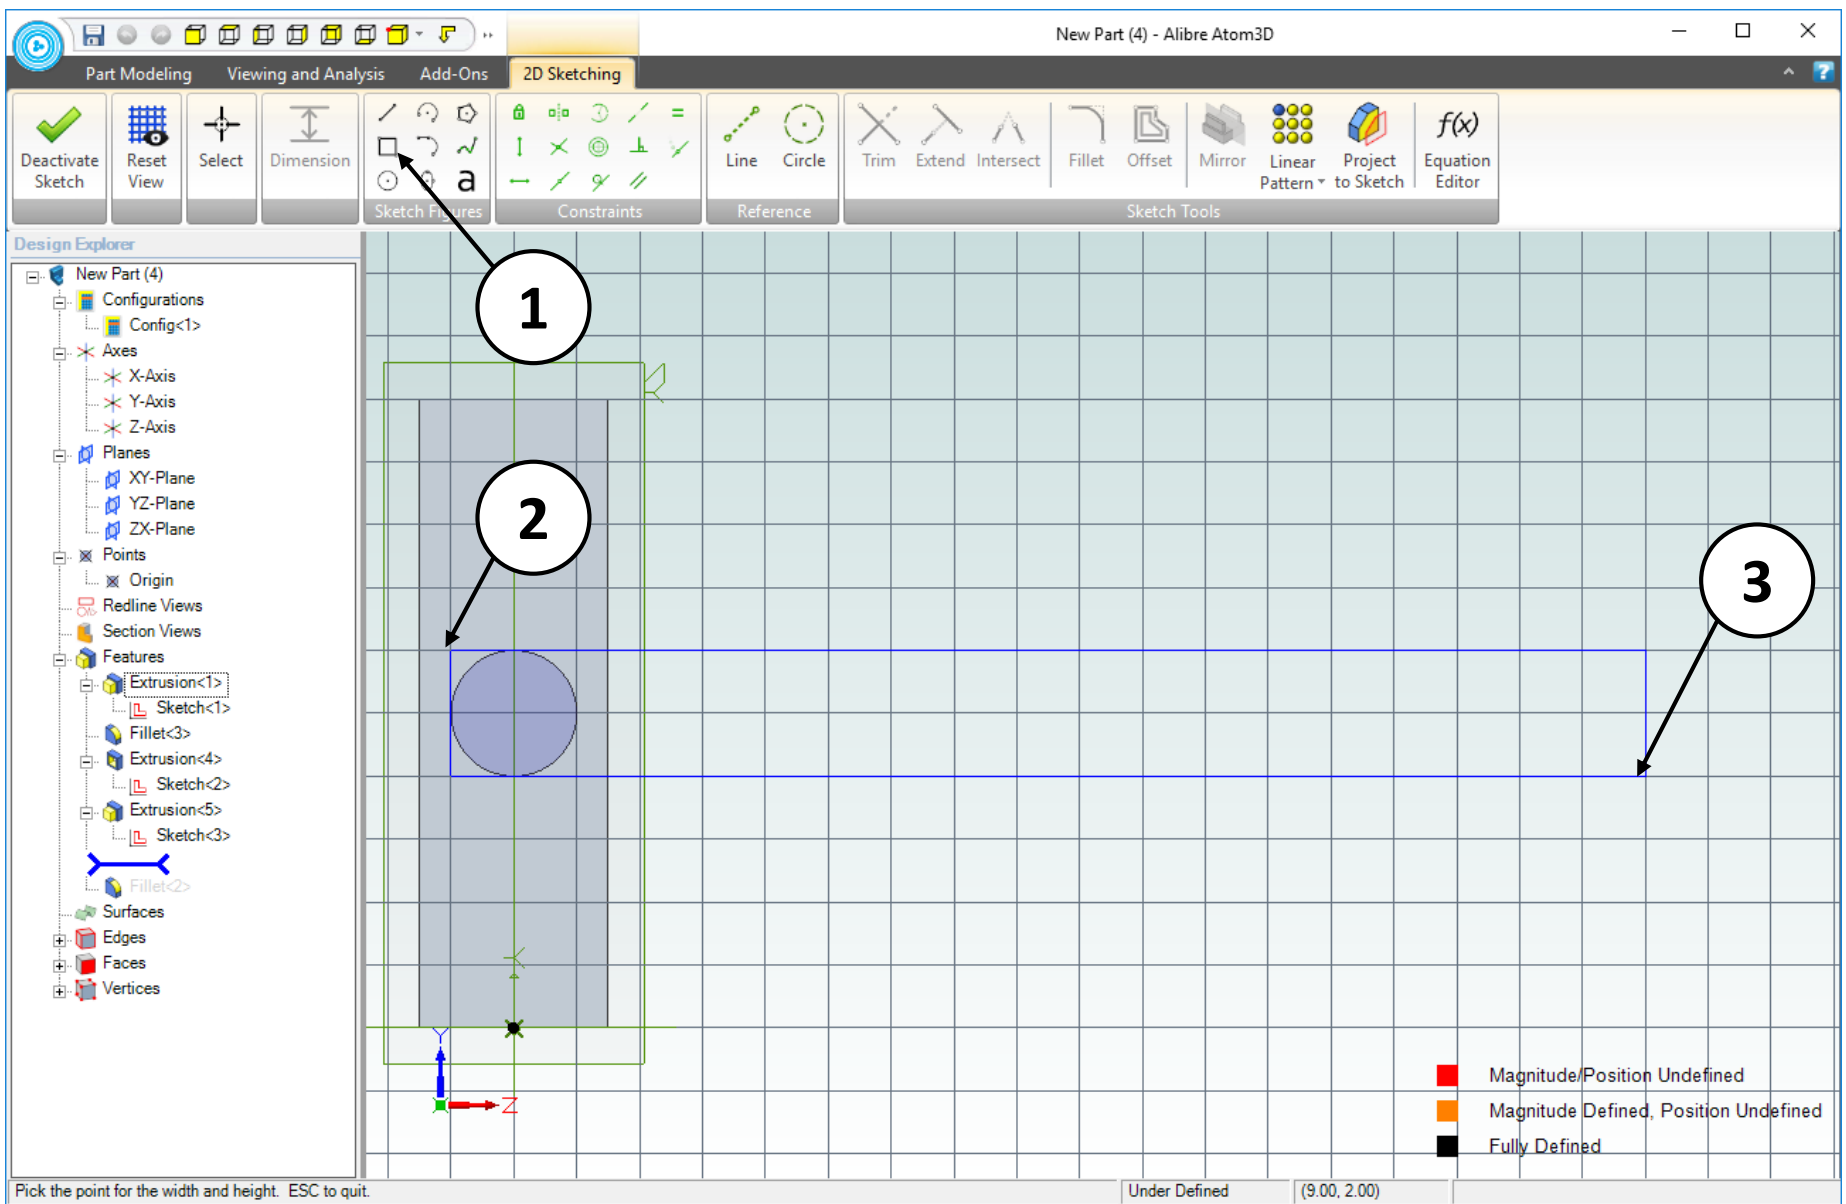 New Part (4) - Alibre Atom3D
Part Modeling Viewing and Analysis Add-Ons 2D Sketching
Deactivate Sketch
Reset View
Select
Dimension
a
Sketch Figures
Constraints
Line
Circle
Reference
Trim
Extend
Intersect
Fillet
Offset
Mirror
Linear Pattern
Project to Sketch
f(x)
Equation Editor
Sketch Tools
Design Explorer
New Part (4)
Configurations
Config<1>
Axes
X-Axis
Y-Axis
Z-Axis
Planes
XY-Plane
YZ-Plane
ZX-Plane
Points
Origin
Redline Views
Section Views
Features
Extrusion<1>
Sketch<1>
Fillet<3>
Extrusion<4>
Sketch<2>
Extrusion<5>
Sketch<3>
Fillet<2>
Surfaces
Edges
Faces
Vertices
1
2
3
Y
Z
Magnitude/Position Undefined
Magnitude Defined, Position Undefined
Fully Defined
Pick the point for the width and height. ESC to quit.
Under Defined
(9.00, 2.00)